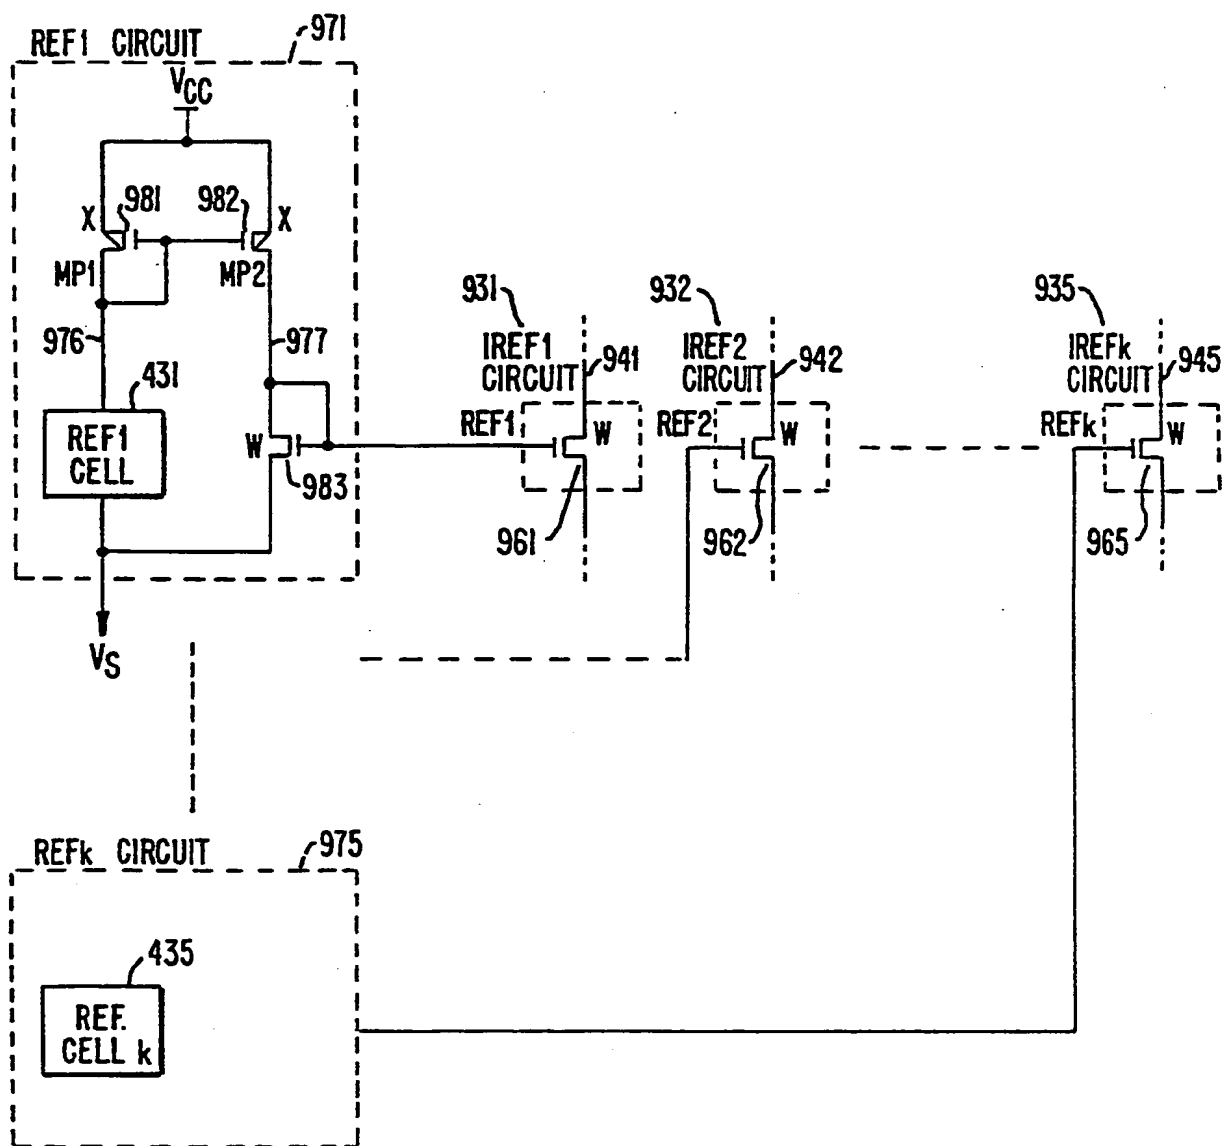 REF1 CIRCUIT
971
VCC
981
982
X
X
MP1
MP2
976
977
431
REF1
CELL
W
983
VS
931
IREF1
CIRCUIT
941
REF1
W
961
932
IREF2
CIRCUIT
942
REF2
W
962
935
IREFk
CIRCUIT
945
REFk
W
965
REFk CIRCUIT
975
435
REF.
CELL k